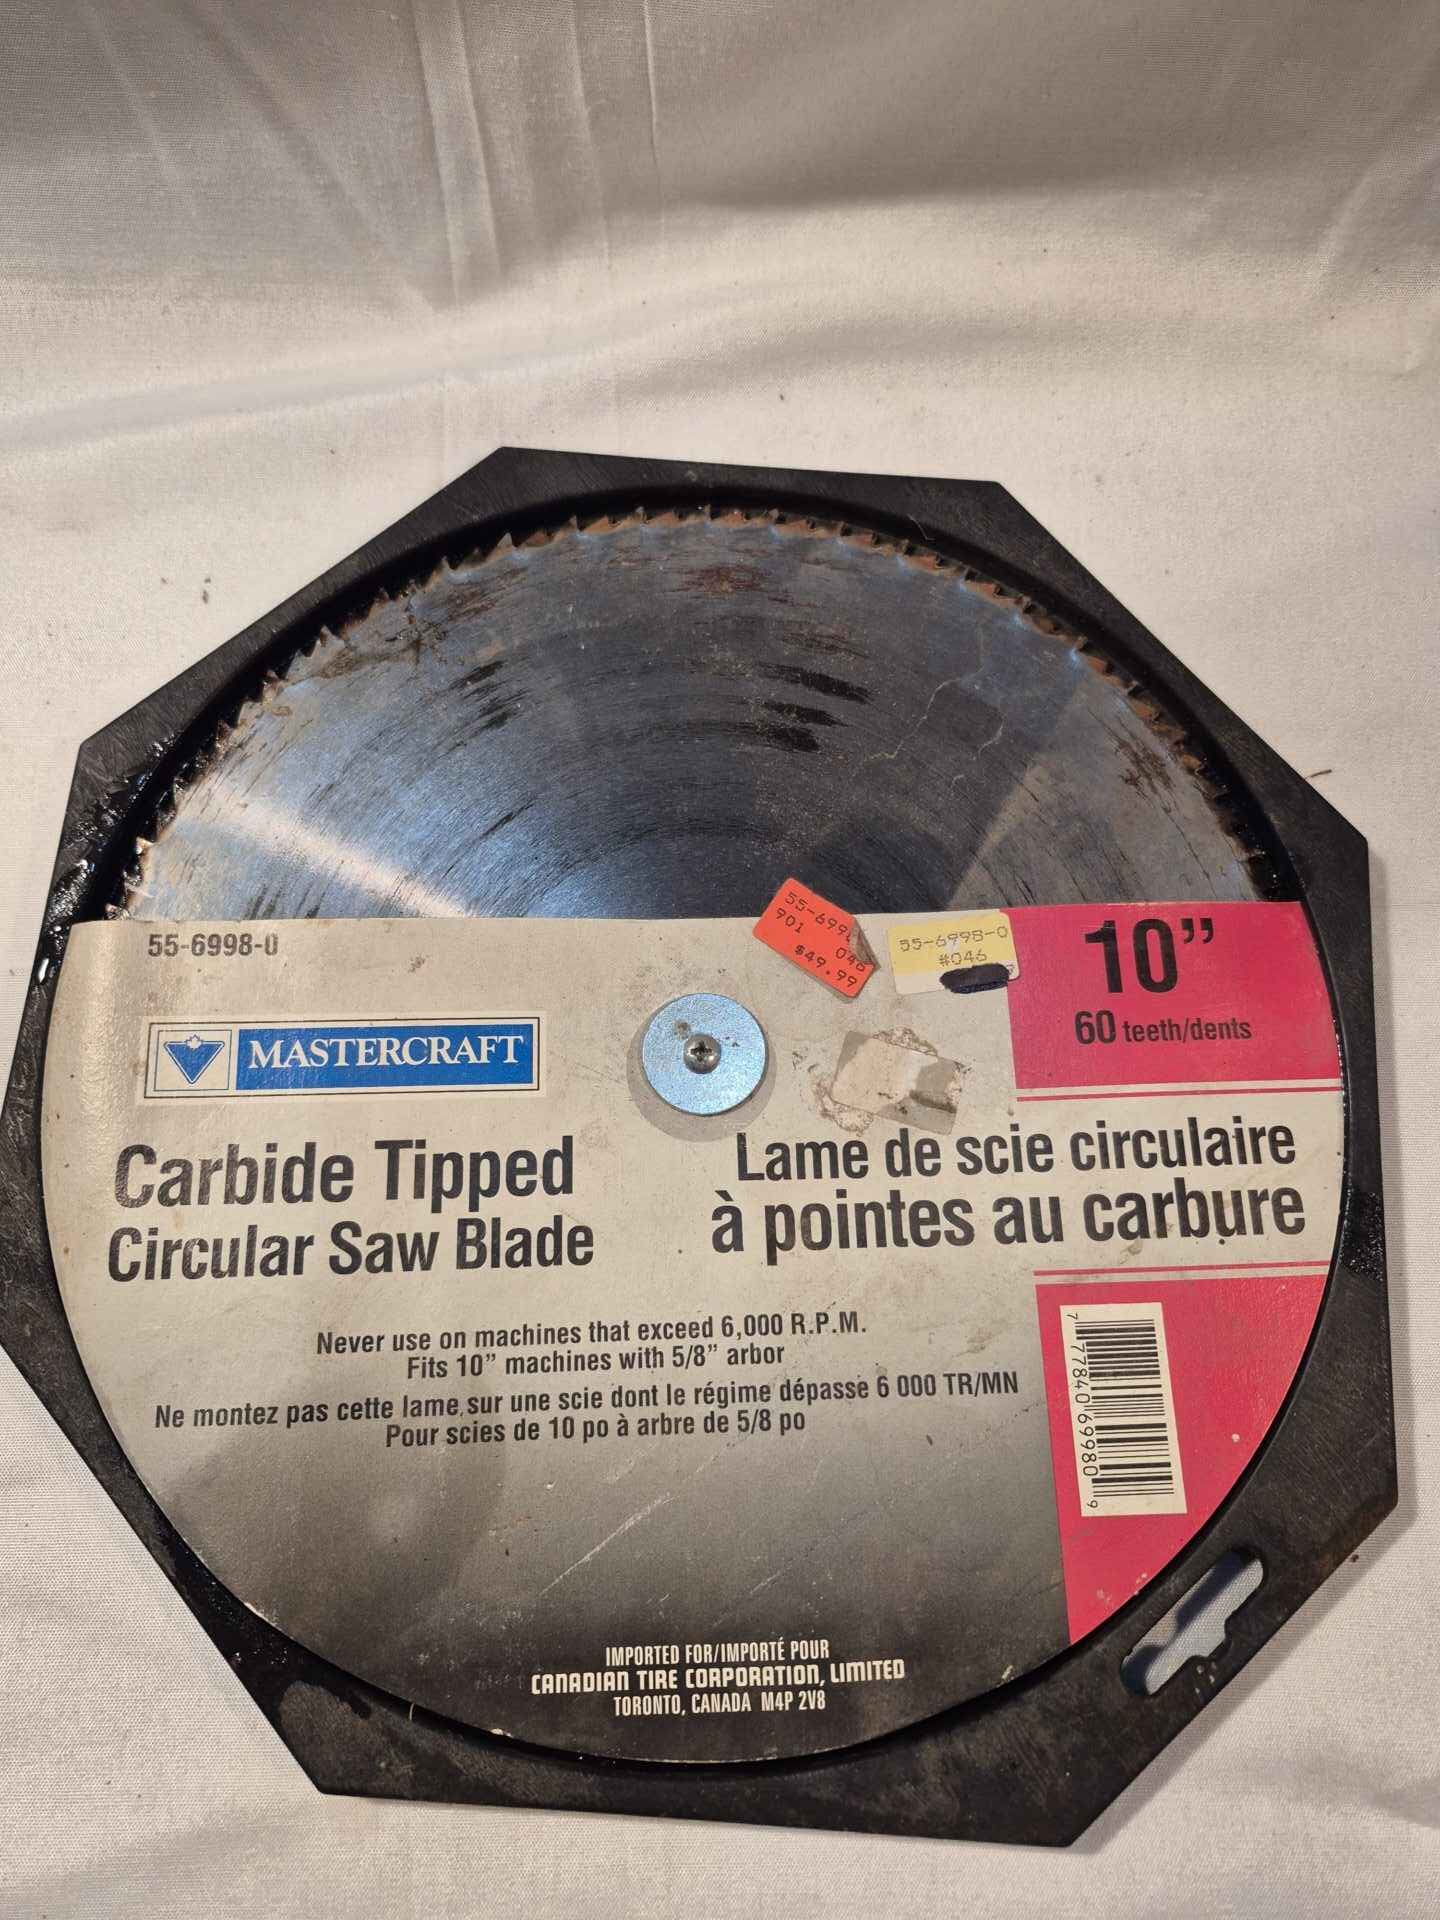 55-6998-0
901 046
$49.99
55-6998-0
#046
10”
60 teeth/dents
MASTERCRAFT
Carbide Tipped
Circular Saw Blade
Lame de scie circulaire
à pointes au carbure
Never use on machines that exceed 6,000 R.P.M.
Fits 10” machines with 5/8” arbor
Ne montez pas cette lame sur une scie dont le régime dépasse 6 000 TR/MN
Pour scies de 10 po à arbre de 5/8 po
7 77840 69980 9
IMPORTED FOR/IMPORTÉ POUR
CANADIAN TIRE CORPORATION, LIMITED
TORONTO, CANADA M4P 2V8